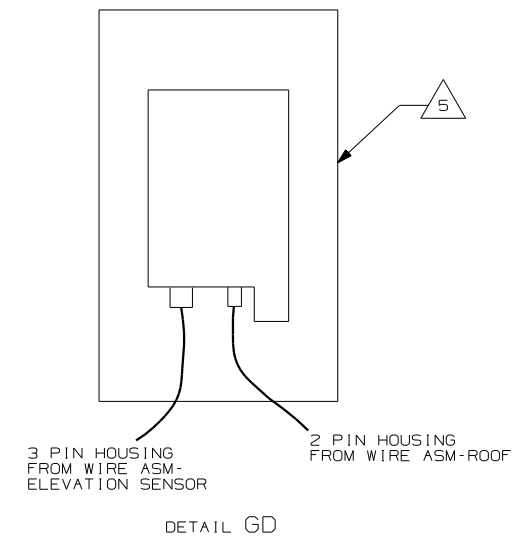 5
3 PIN HOUSING
FROM WIRE ASM-
ELEVATION SENSOR
2 PIN HOUSING
FROM WIRE ASM-ROOF
DETAIL GD